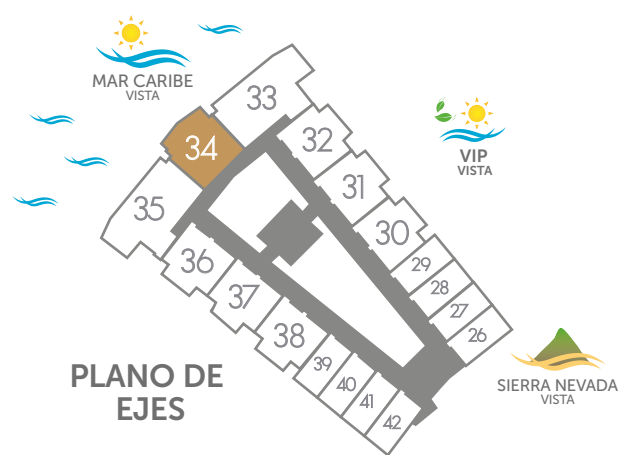 MAR CARIBE
VISTA
33
34
32
VIP
VISTA
31
35
30
36
29
37
28
27
38
26
39
40
41
42
PLANO DE
EJES
SIERRA NEVADA
VISTA